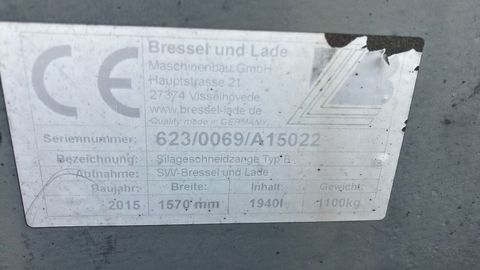 CE
Bressel und Lade
Maschinenbau GmbH
Hauptstrasse 21
27374 Visselhövede
www.bressel-lade.de
Quality made in GERMANY
Seriennummer: 623/0069/A15022
Bezeichnung: Silageschneidzange Typ B
Aufnahme: SW-Bressel und Lade
Baujahr: Breite: Inhalt: Gewicht:
2015 1570 mm 1940l 1100kg